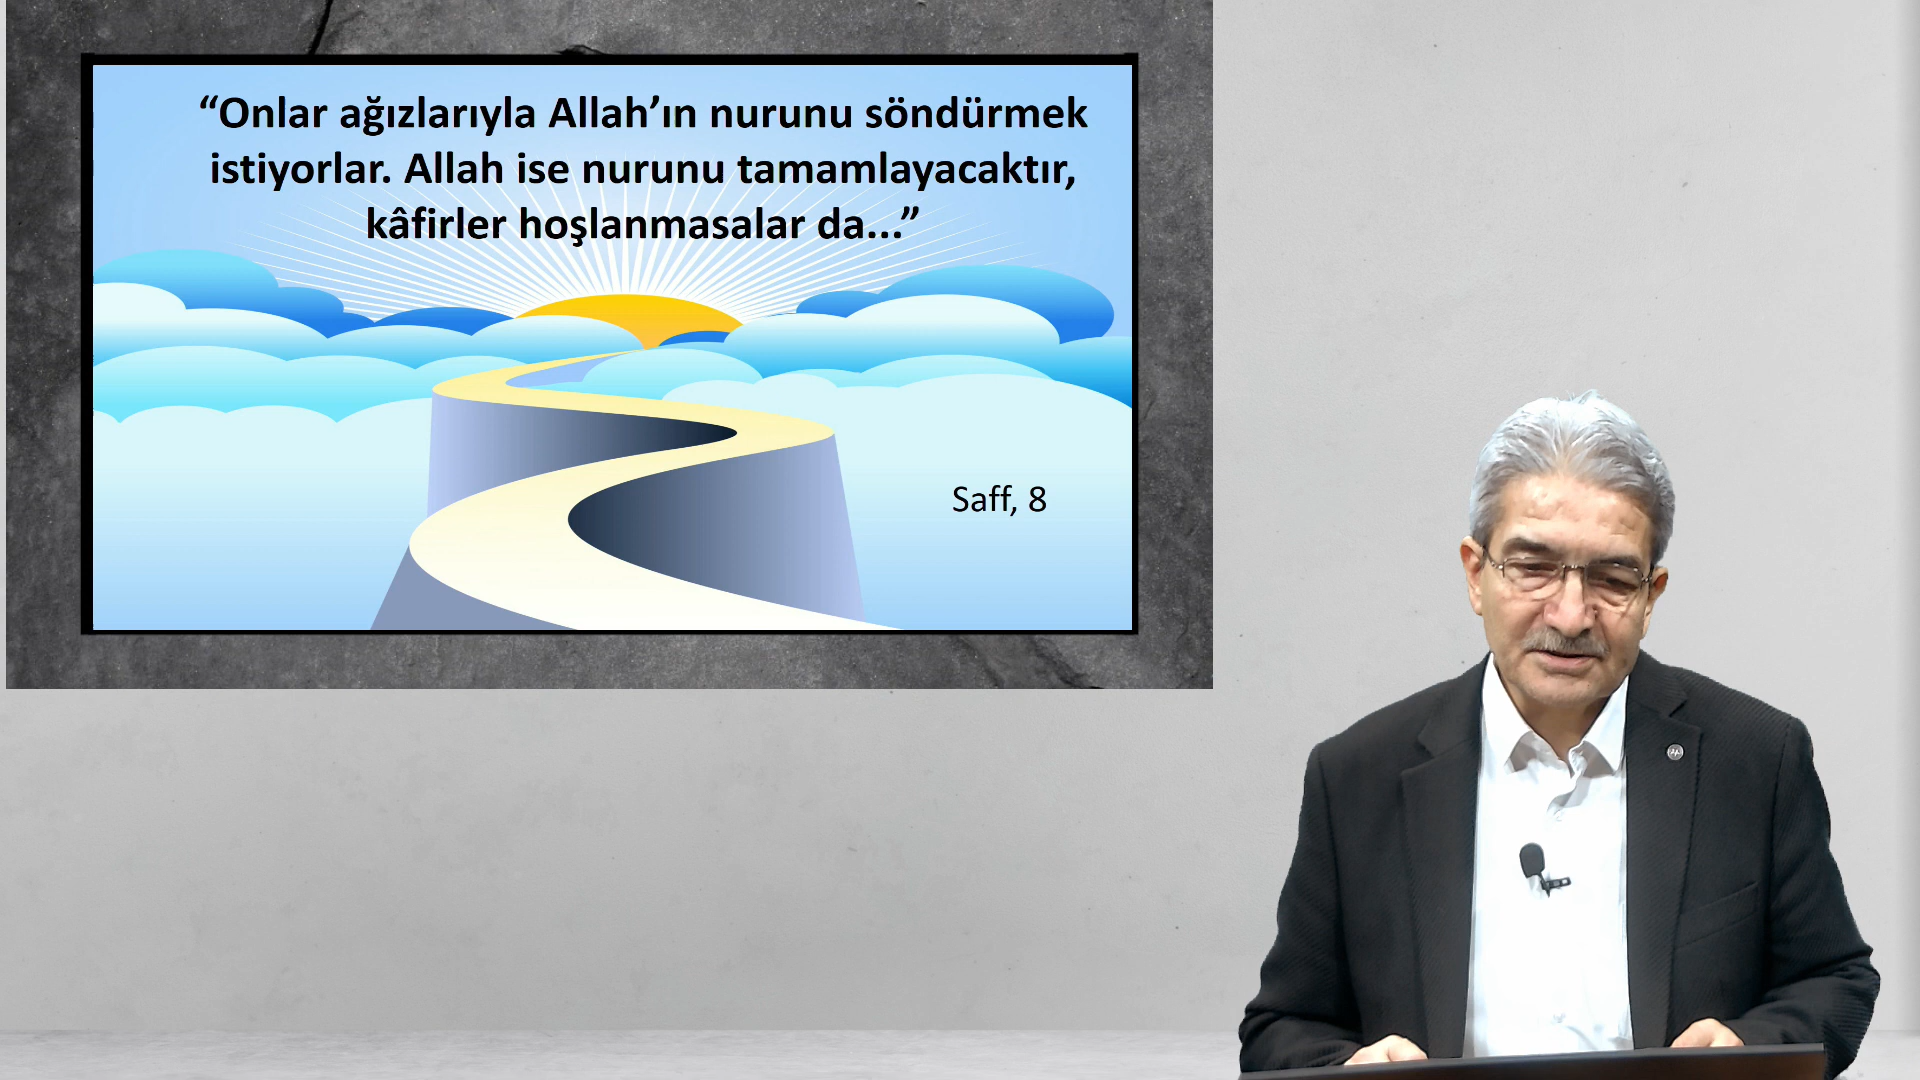 “Onlar ağızlarıyla Allah’ın nurunu söndürmek
istiyorlar. Allah ise nurunu tamamlayacaktır,
kâfirler hoşlanmasalar da...”
Saff, 8